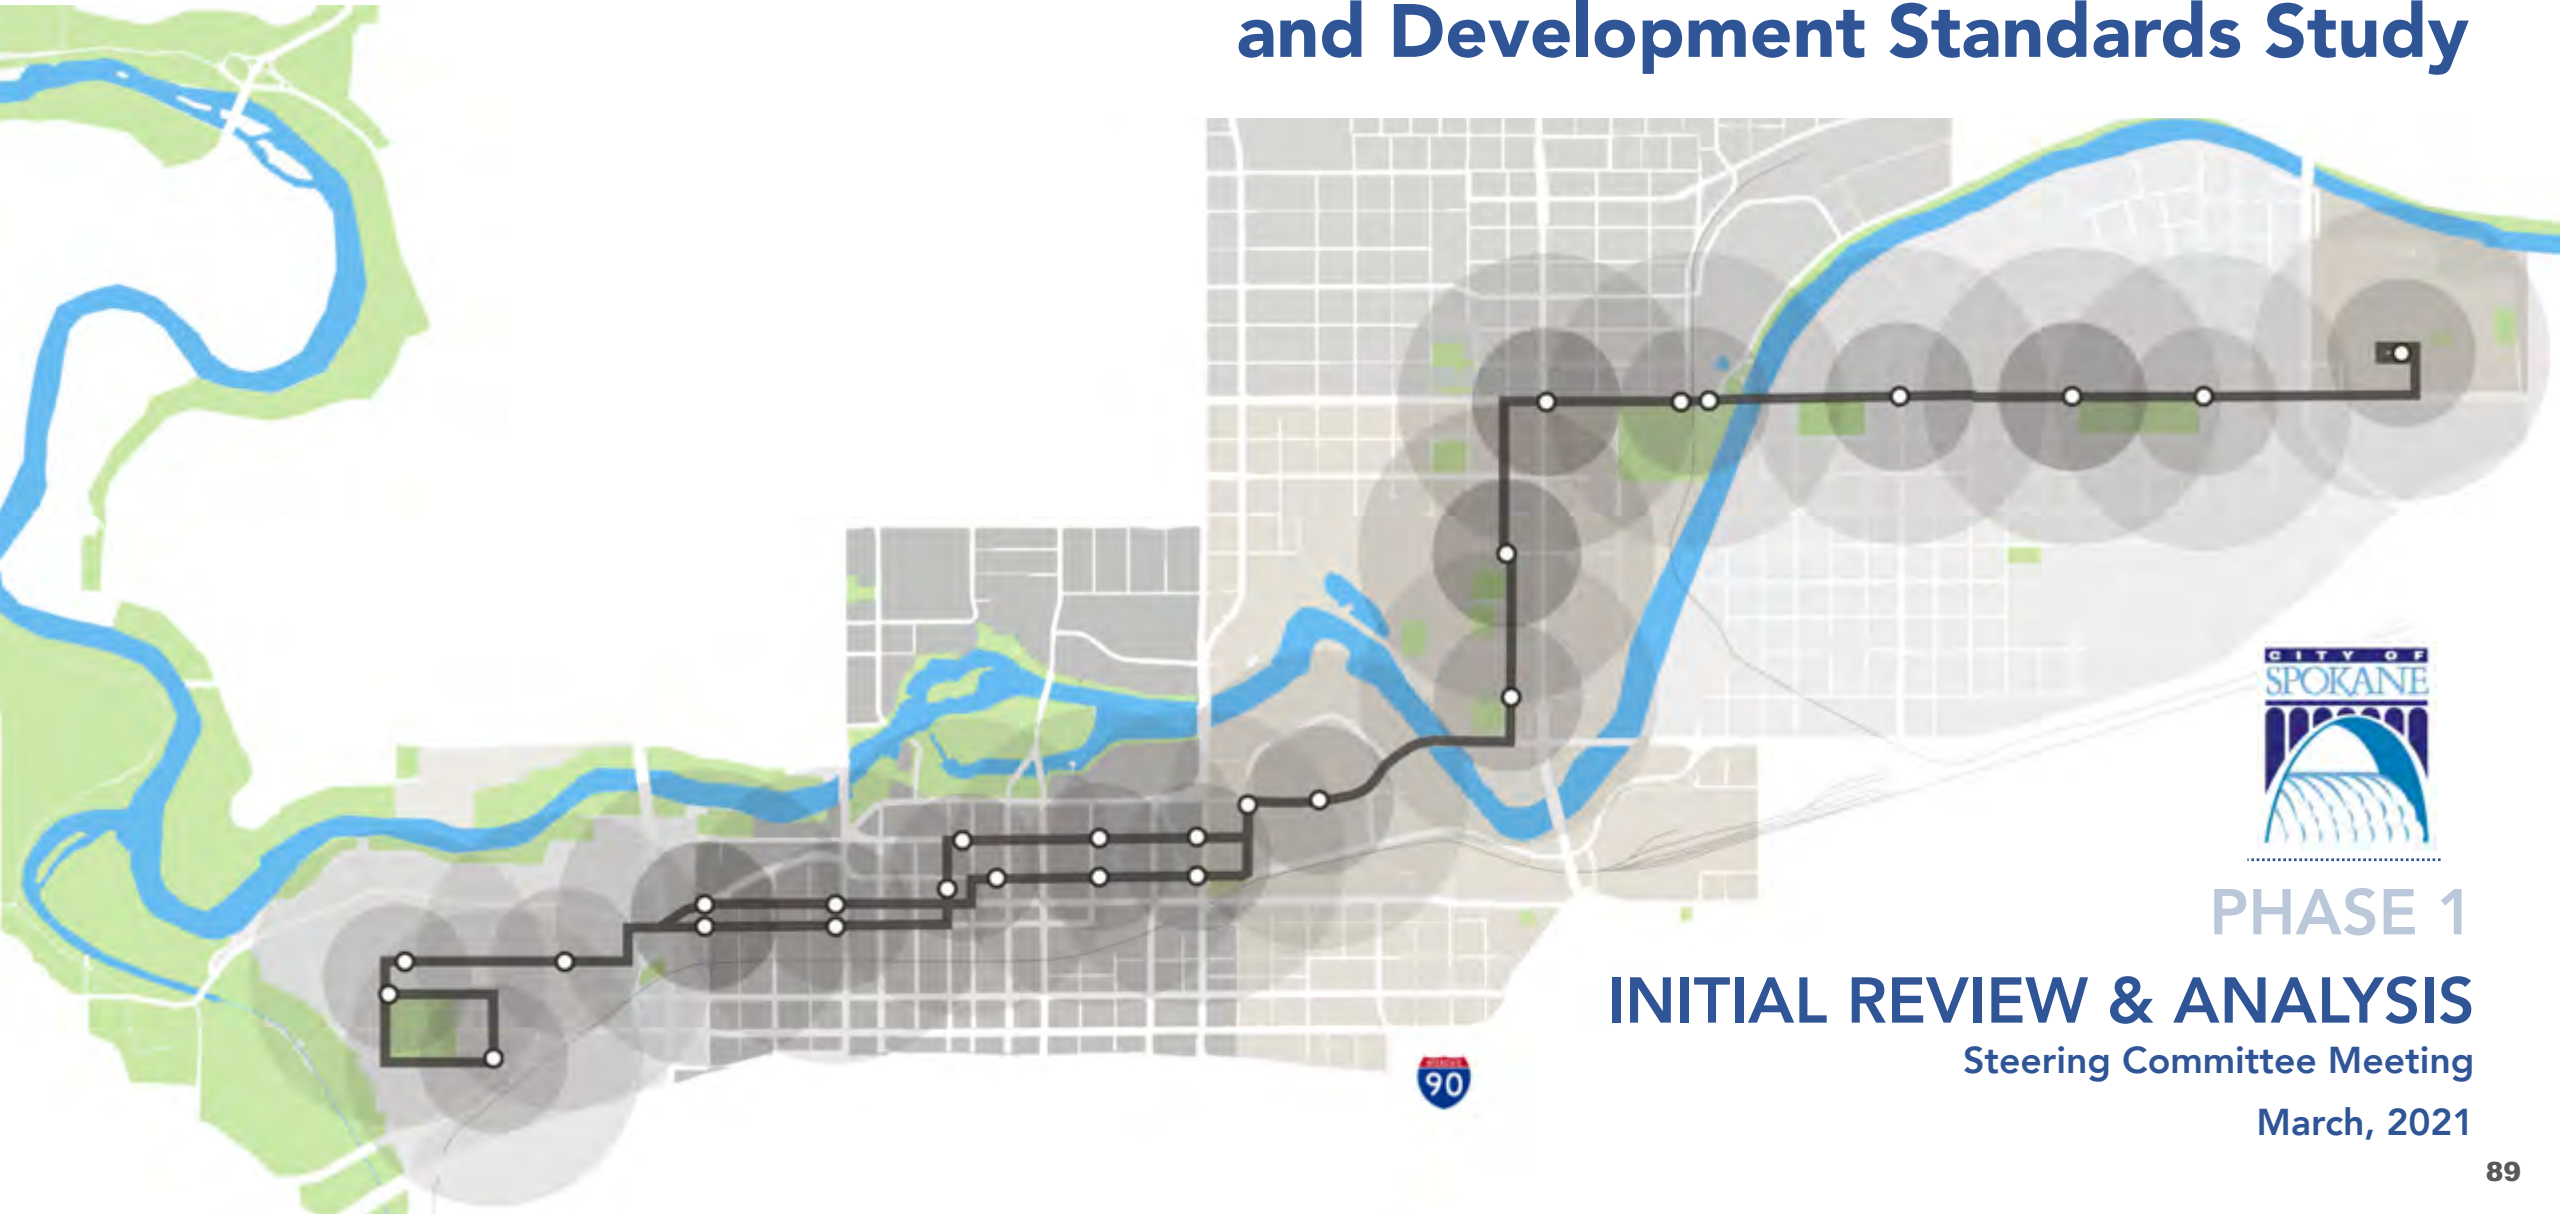 and Development Standards Study
CITY OF
SPOKANE
PHASE 1
INITIAL REVIEW & ANALYSIS
INTERSTATE
90
Steering Committee Meeting
March, 2021
89